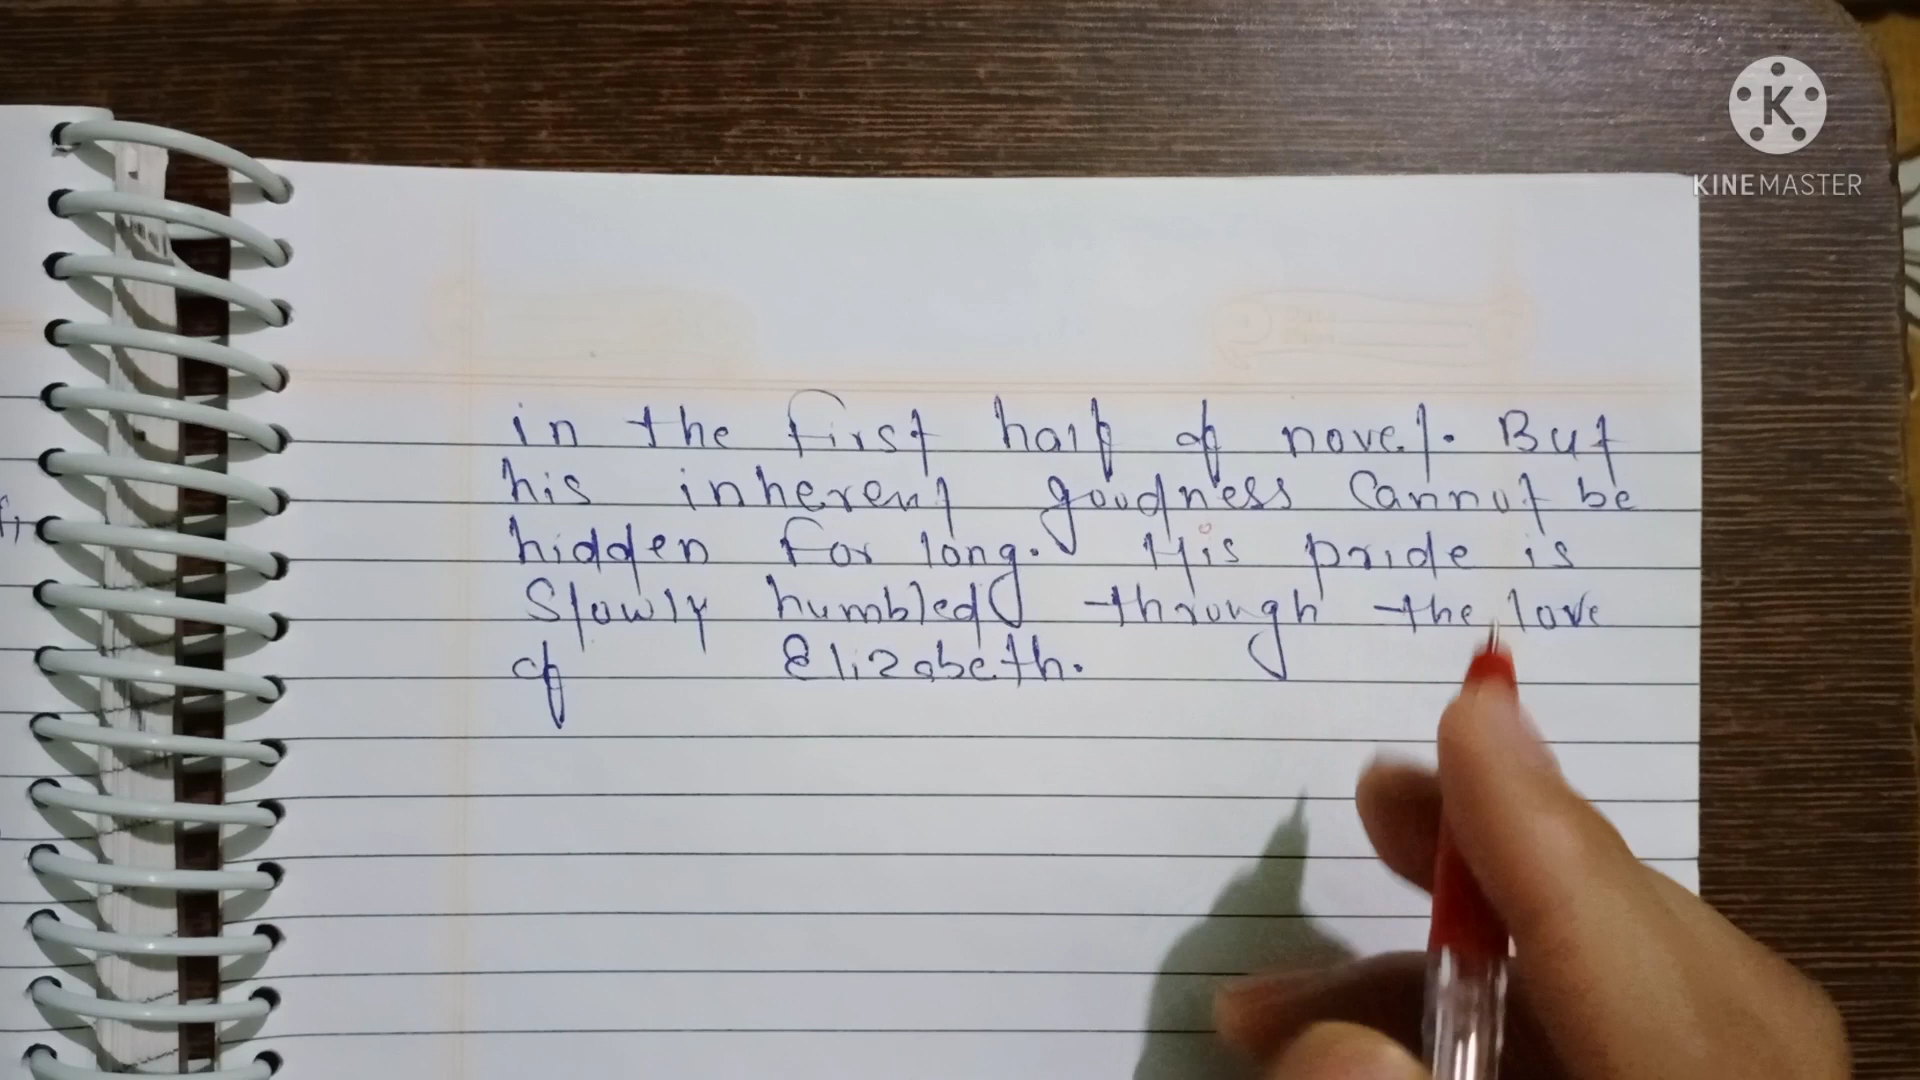 K
KINEMASTER
in the first half of novel. But
his inherent goodness cannot be
hidden for long. His pride is
Slowly humbled through the love
of Elizabeth.